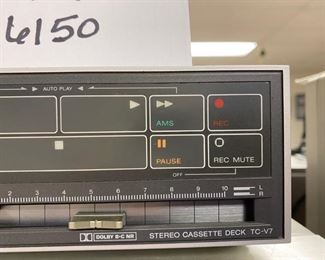 6150
AUTO PLAY
AMS
REC
PAUSE
REC MUTE
OFF
2 3 4 5 6 7 8 9 10 L
R
DOLBY B-C NR STEREO CASSETTE DECK TC-V7